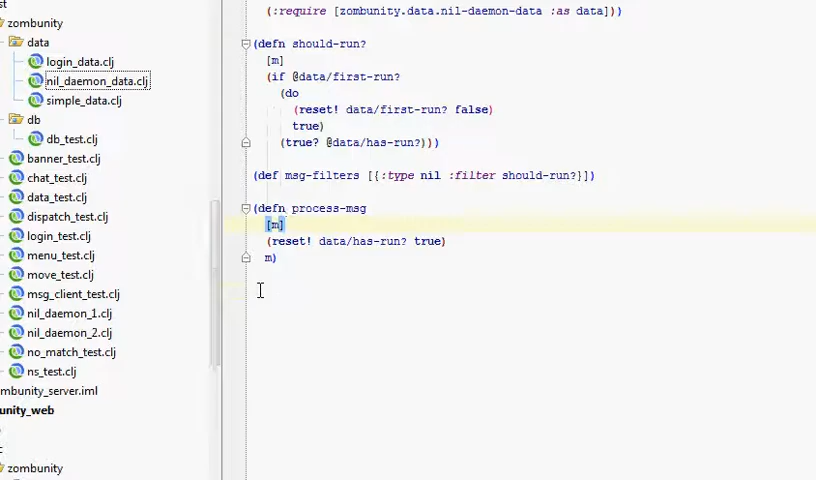 st
zombunity
data
login_data.clj
nil_daemon_data.clj
simple_data.clj
db
db_test.clj
banner_test.clj
chat_test.clj
data_test.clj
dispatch_test.clj
login_test.clj
menu_test.clj
move_test.clj
msg_client_test.clj
nil_daemon_1.clj
nil_daemon_2.clj
no_match_test.clj
ns_test.clj
mbunity_server.iml
unity_web
zombunity
(:require [zombunity.data.nil-daemon-data :as data]))
(defn should-run?
[m]
(if @data/first-run?
(do
(reset! data/first-run? false)
true)
(true? @data/has-run?)))
(def msg-filters [{:type nil :filter should-run?}])
(defn process-msg
[m]
(reset! data/has-run? true)
m)